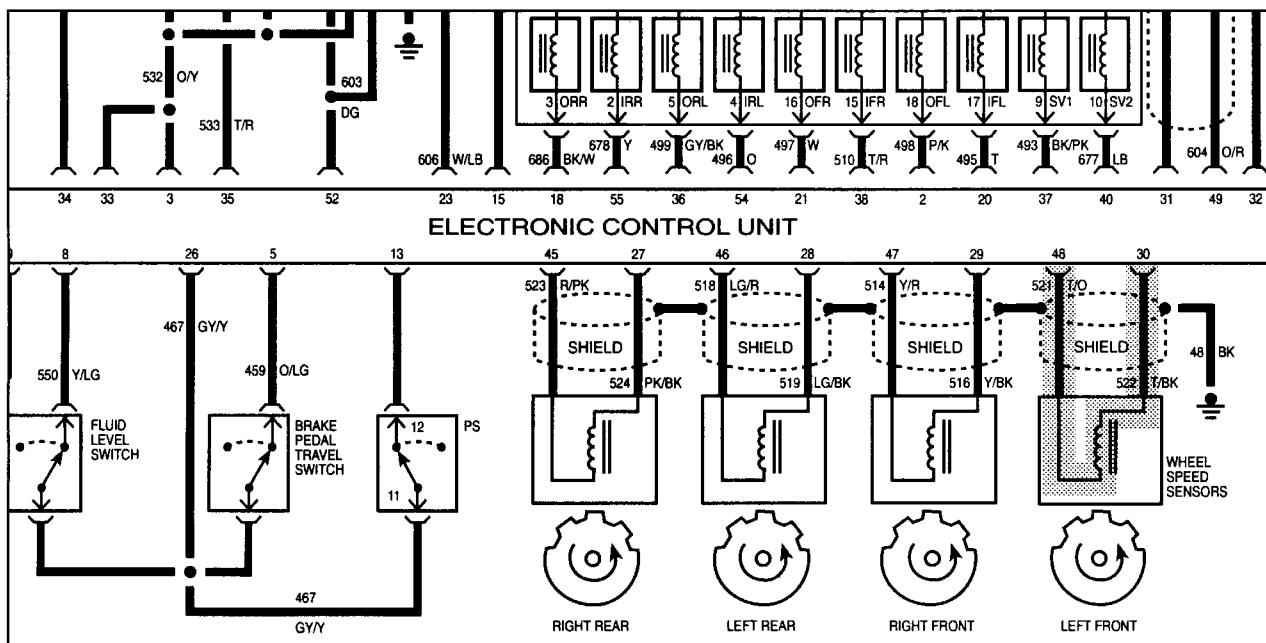 532 O/Y
603
DG
533 T/R
606 W/LB
3 ORR
2 IRR
5 ORL
4 IRL
16 OFR
15 IFR
18 OFL
17 IFL
9 SV1
10 SV2
686 BK/W
678 Y
499 GY/BK
496 O
497 W
510 T/R
498 P/K
495 T
493 BK/PK
677 LB
604 O/R
34 33 3 35 52 23 15 18 55 36 54 21 38 2 20 37 40 31 49 32
ELECTRONIC CONTROL UNIT
8 26 5 13 45 27 46 28 47 29 48 30
523 R/PK
518 LG/R
514 Y/R
521 T/O
467 GY/Y
SHIELD
SHIELD
SHIELD
SHIELD
48 BK
550 Y/LG
459 O/LG
524 PK/BK
519 LG/BK
516 Y/BK
522 T/BK
FLUID
LEVEL
SWITCH
BRAKE
PEDAL
TRAVEL
SWITCH
12
PS
11
WHEEL
SPEED
SENSORS
467
GY/Y
RIGHT REAR
LEFT REAR
RIGHT FRONT
LEFT FRONT